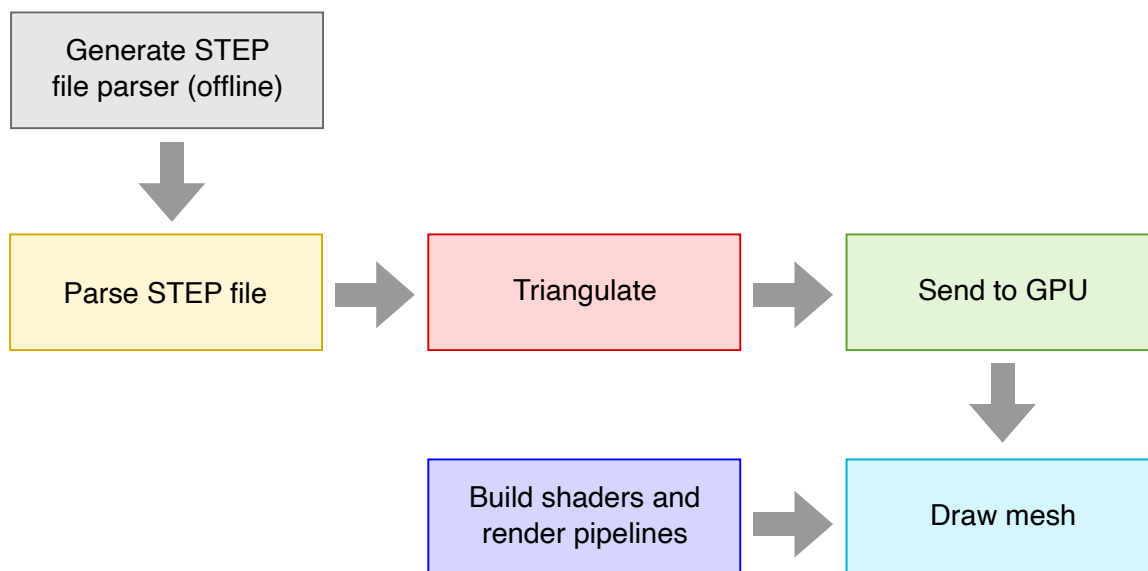 Generate STEP
file parser (offline)
Parse STEP file
Triangulate
Send to GPU
Build shaders and
render pipelines
Draw mesh